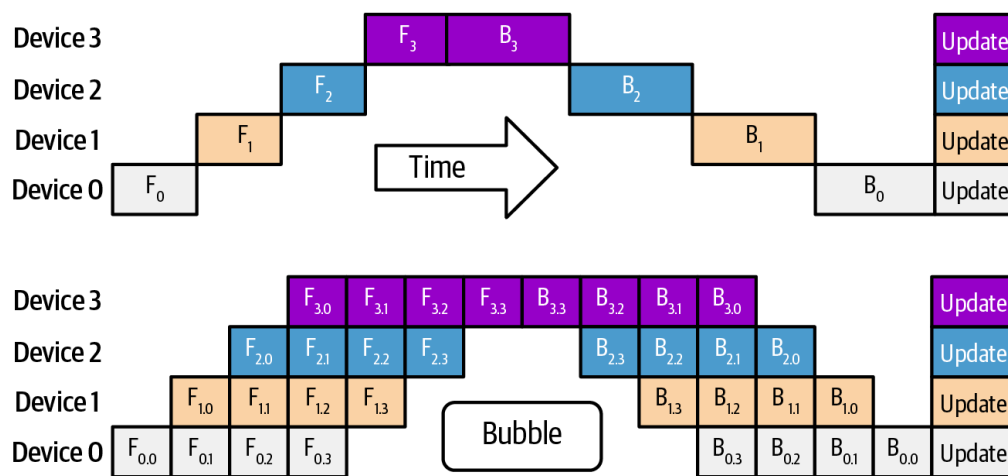 Device 3 F3 B3 Update
Device 2 F2 B2 Update
Device 1 F1 B1 Update
Time
Device 0 F0 B0 Update
Device 3 F3.0 F3.1 F3.2 F3.3 B3.3 B3.2 B3.1 B3.0 Update
Device 2 F2.0 F2.1 F2.2 F2.3 B2.3 B2.2 B2.1 B2.0 Update
Device 1 F1.0 F1.1 F1.2 F1.3 B1.3 B1.2 B1.1 B1.0 Update
Bubble
Device 0 F0.0 F0.1 F0.2 F0.3 B0.3 B0.2 B0.1 B0.0 Update